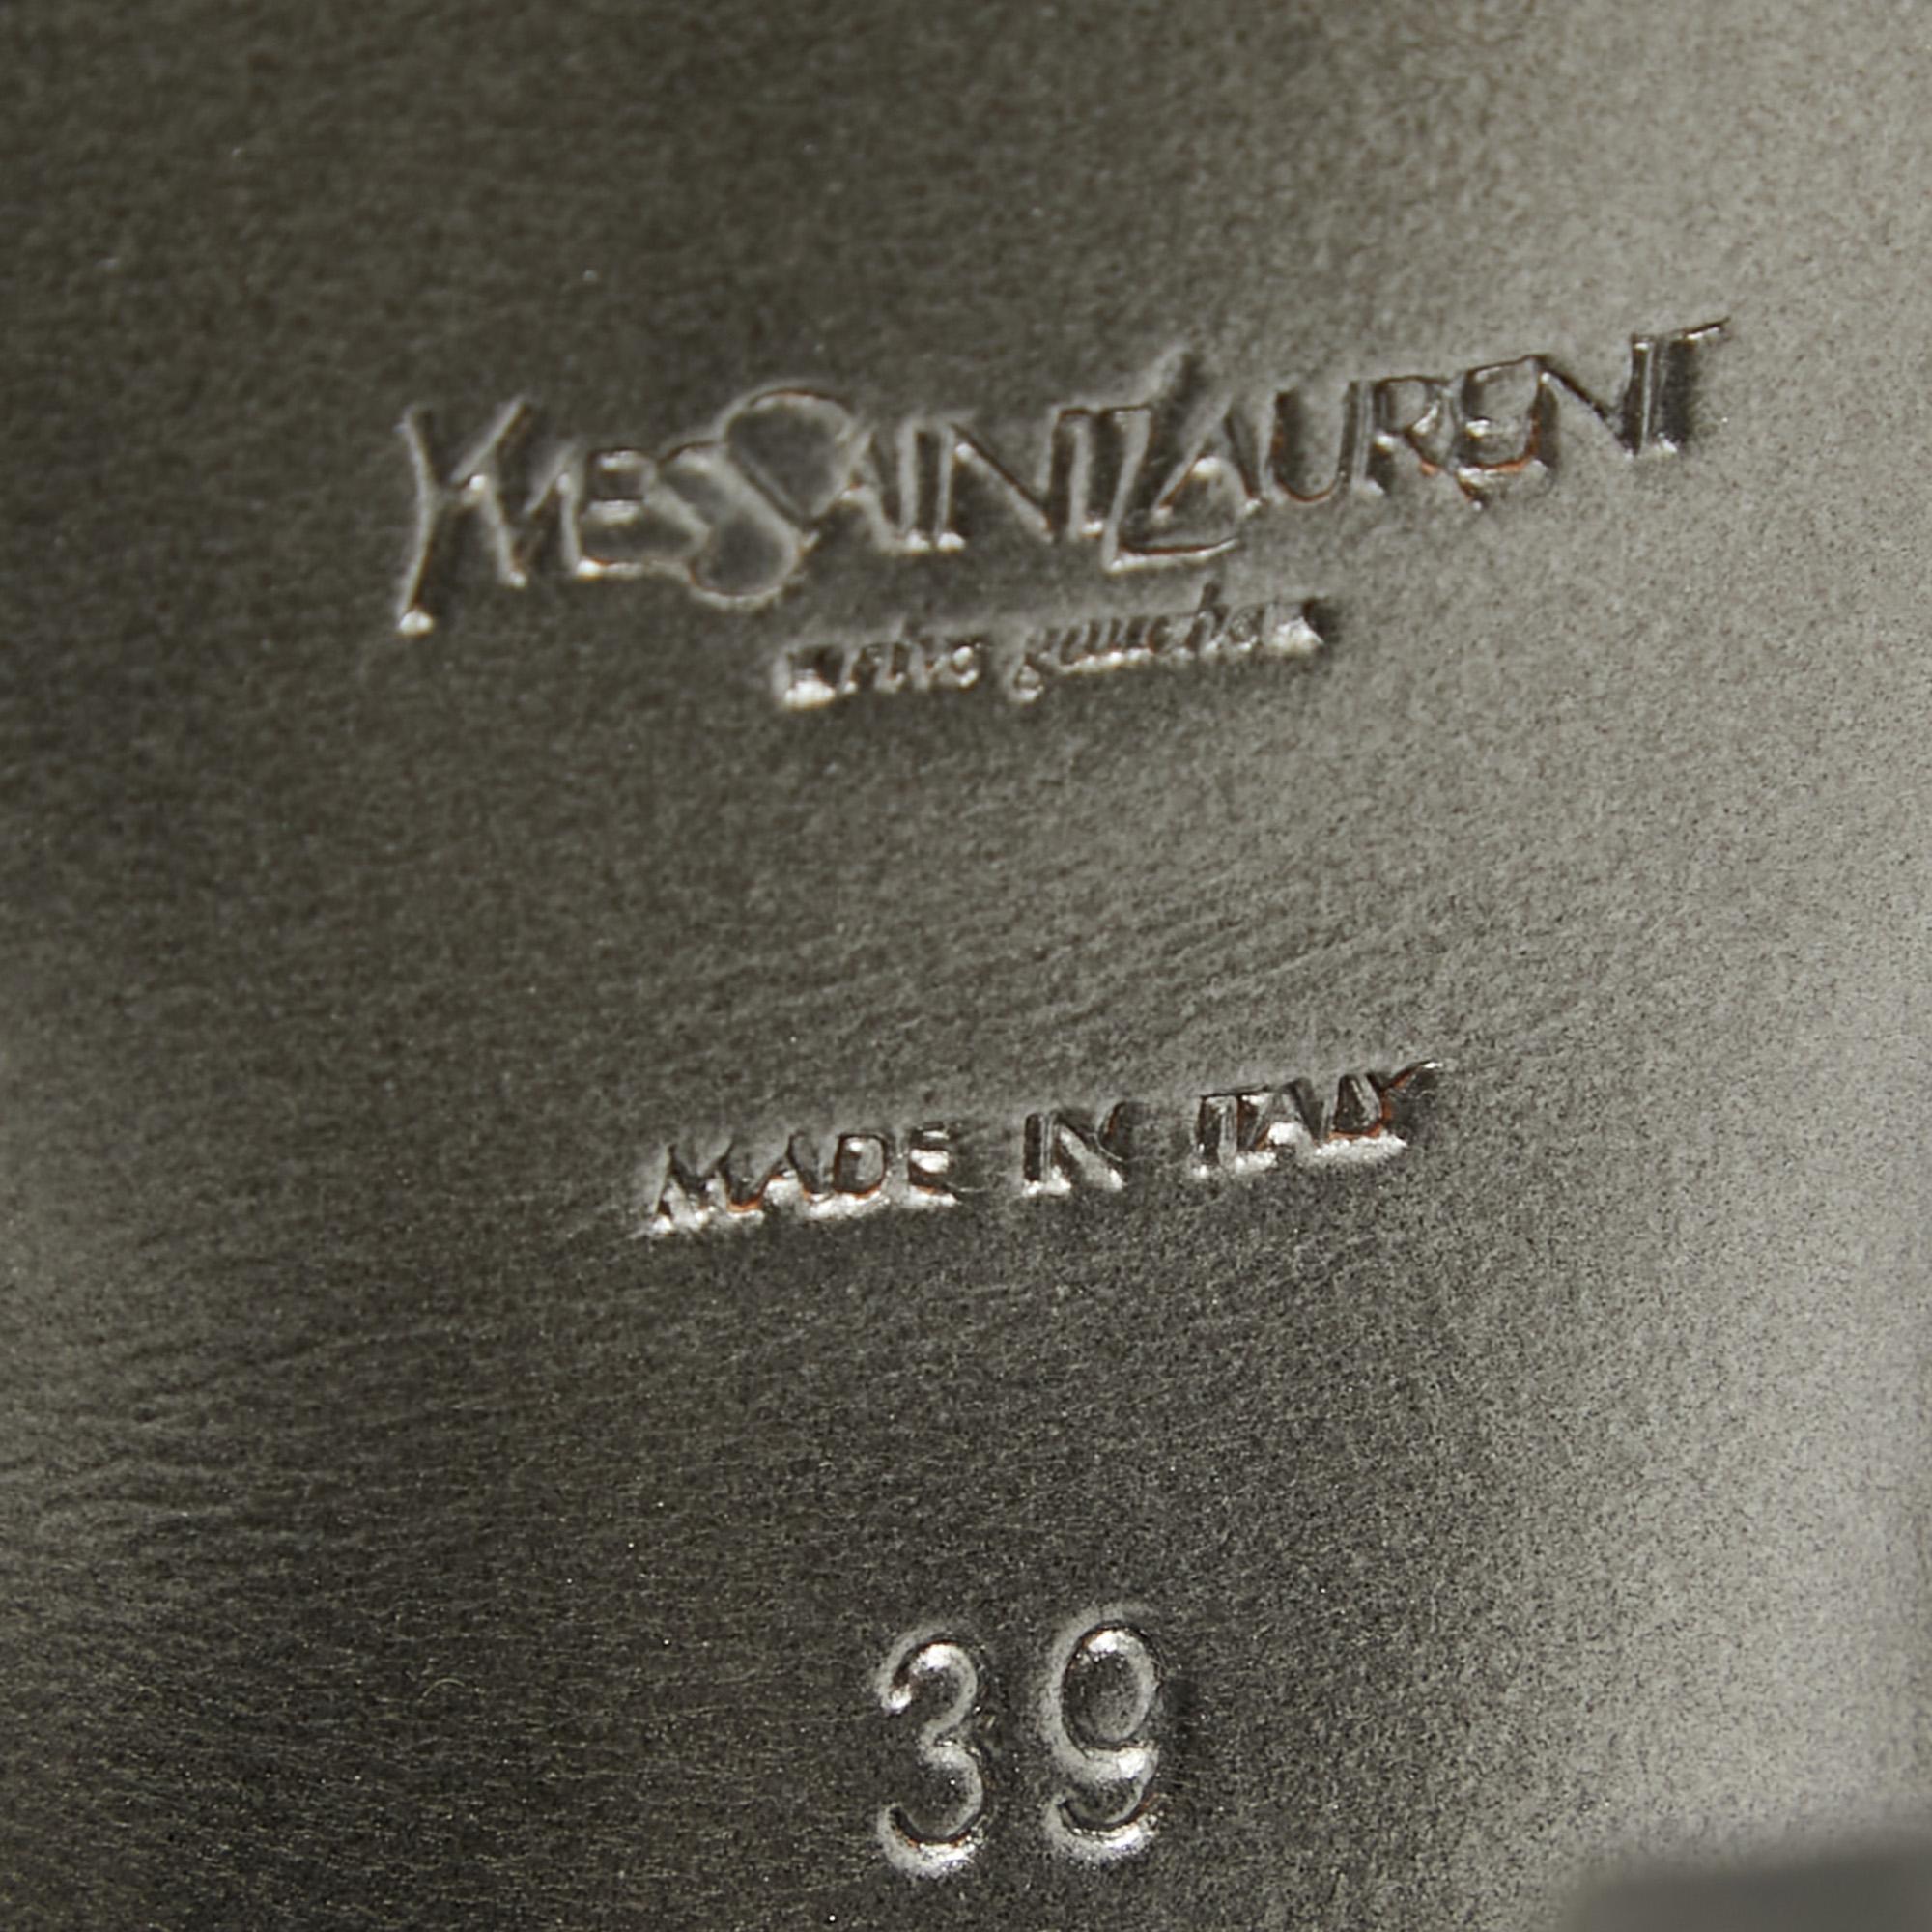 YVESSAINTLAURENT
rive gauche
MADE IN ITALY
39